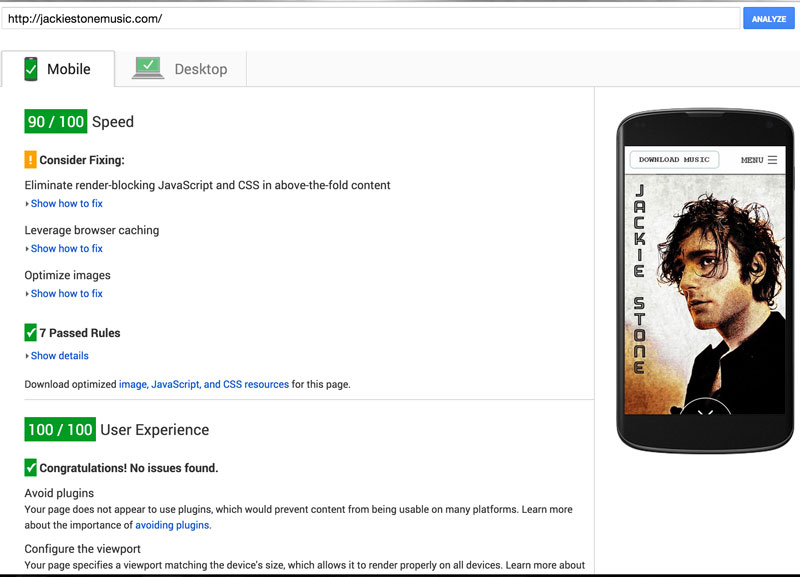 http://jackiestonemusic.com/
ANALYZE
Mobile
Desktop
90 / 100 Speed
! Consider Fixing:
Eliminate render-blocking JavaScript and CSS in above-the-fold content
Show how to fix
Leverage browser caching
Show how to fix
Optimize images
Show how to fix
7 Passed Rules
Show details
Download optimized image, JavaScript, and CSS resources for this page.
100 / 100 User Experience
Congratulations! No issues found.
Avoid plugins
Your page does not appear to use plugins, which would prevent content from being usable on many platforms. Learn more
about the importance of avoiding plugins.
Configure the viewport
Your page specifies a viewport matching the device's size, which allows it to render properly on all devices. Learn more about
DOWNLOAD MUSIC
MENU
JACKIE STONE